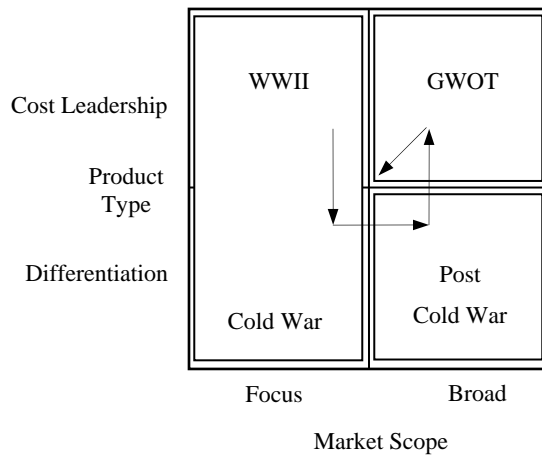 WWII
GWOT
Cost Leadership
Product
Type
Differentiation
Post
Cold War
Cold War
Focus
Broad
Market Scope